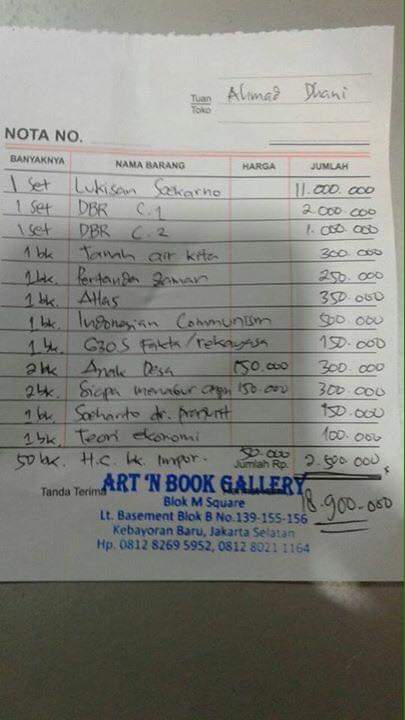 Tuan Ahmad Dhani
Toko
NOTA NO.
BANYAKNYA NAMA BARANG HARGA JUMLAH
1 Set Lukisan Soekarno 11.000.000
1 Set DBR C.1 2.000.000
1 Set DBR C.2 1.000.000
1 bk Tanah air kita 300.000
1 bk. Pertanda Zaman 250.000
1 bk. Atlas 350.000
1 bk. Indonesian Communism 500.000
1 bk. G30S Fakta/rekayasa 150.000
2 bk Anak Desa 150.000 300.000
2 bk. Siapa menabur angin 150.000 300.000
1 bk. Soeharto dr. Prajurit 150.000
1 bk. Teori ekonomi 100.000
50 bk. H.C. bk. Impor. 50.000 2.500.000
Jumlah Rp.
Tanda Terima
18.900.000
ART 'N BOOK GALLERY
Blok M Square
Lt. Basement Blok B No.139-155-156
Kebayoran Baru, Jakarta Selatan
Hp. 0812 8269 5952, 0812 8021 1164